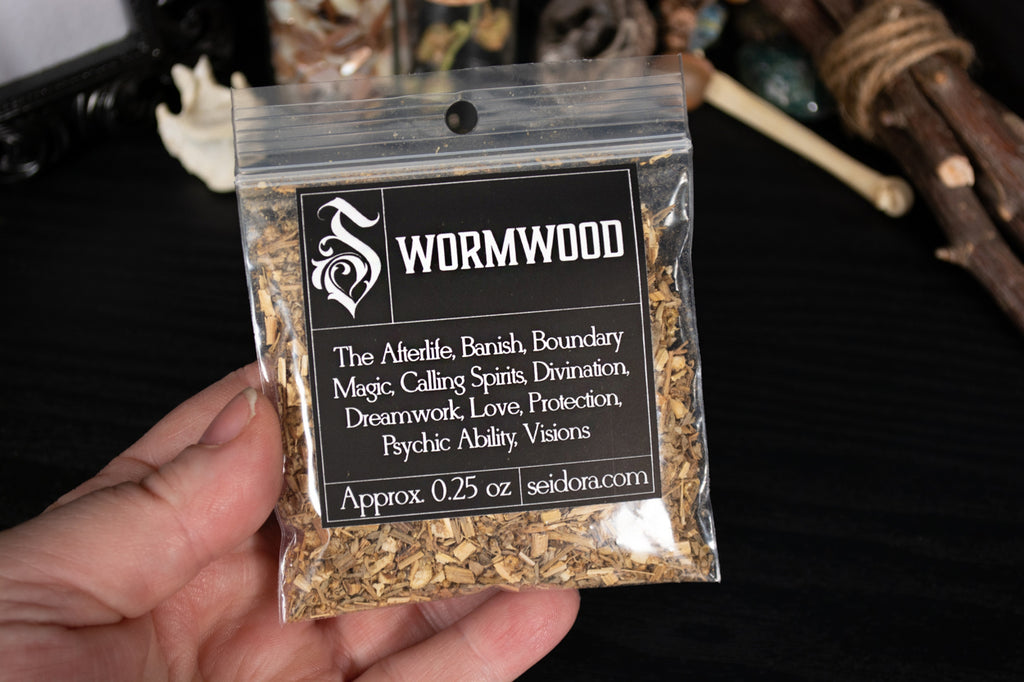 S WORMWOOD
The Afterlife, Banish, Boundary
Magic, Calling Spirits, Divination,
Dreamwork, Love, Protection,
Psychic Ability, Visions
Approx. 0.25 oz seidora.com